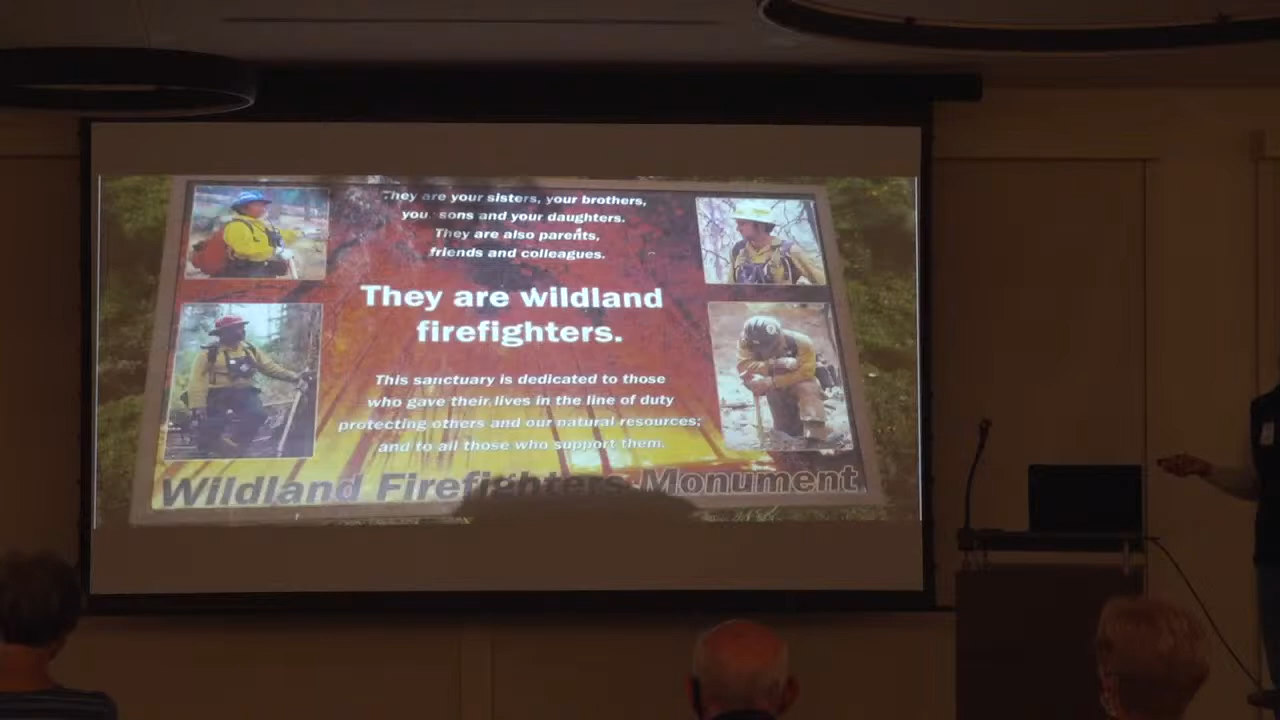 They are your sisters, your brothers,
your sons and your daughters.
They are also parents,
friends and colleagues.
They are wildland
firefighters.
This sanctuary is dedicated to those
who gave their lives in the line of duty
protecting others and our natural resources;
and to all those who support them.
Wildland Firefighters Monument